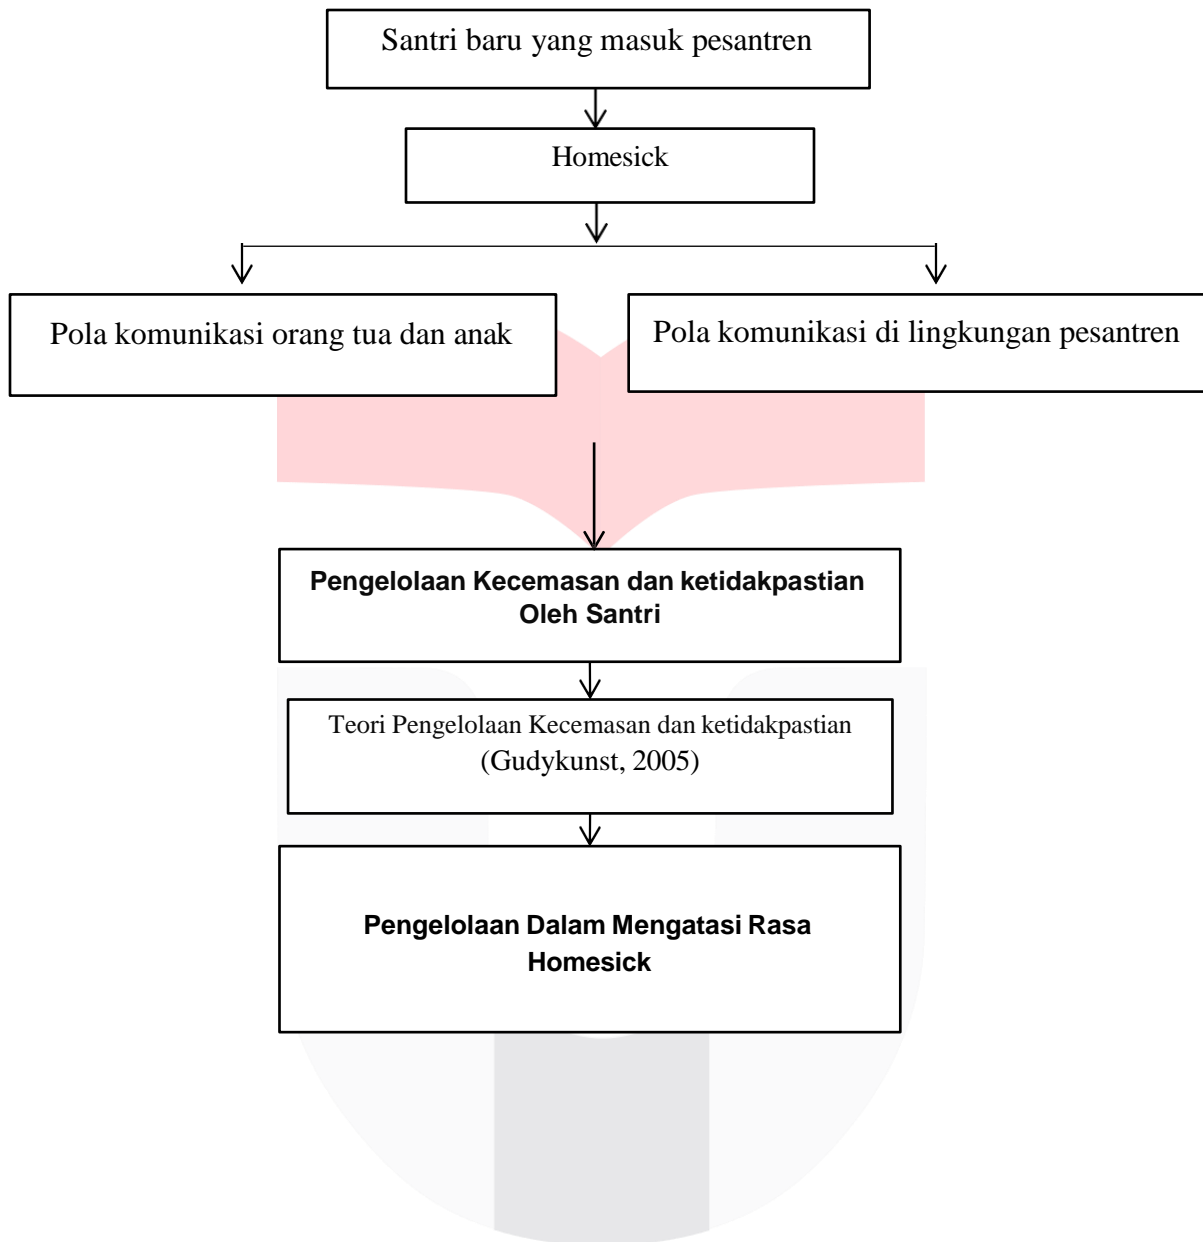 Santri baru yang masuk pesantren
Homesick
Pola komunikasi orang tua dan anak
Pola komunikasi di lingkungan pesantren
Pengelolaan Kecemasan dan ketidakpastian
Oleh Santri
Teori Pengelolaan Kecemasan dan ketidakpastian
(Gudykunst, 2005)
Pengelolaan Dalam Mengatasi Rasa
Homesick